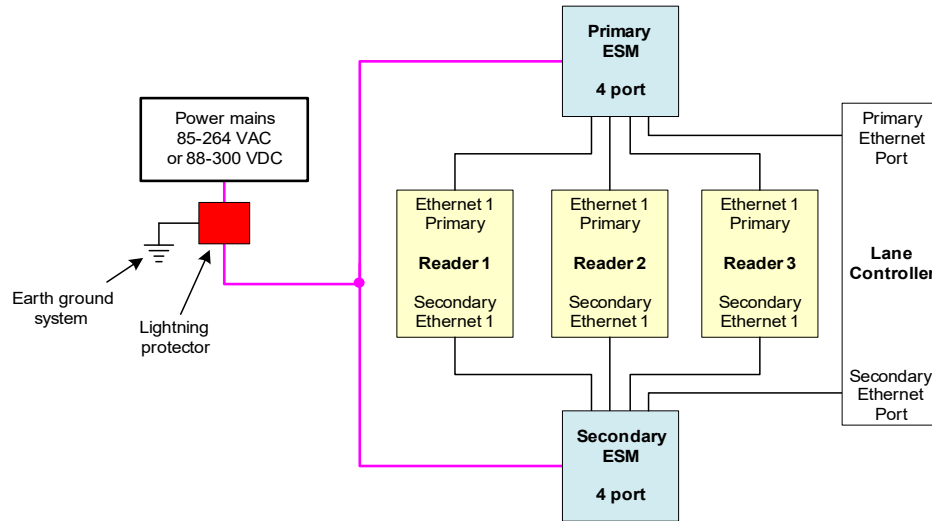 Primary
ESM
4 port
Power mains
85-264 VAC
or 88-300 VDC
Earth ground
system
Lightning
protector
Ethernet 1
Primary
Reader 1
Secondary
Ethernet 1
Ethernet 1
Primary
Reader 2
Secondary
Ethernet 1
Ethernet 1
Primary
Reader 3
Secondary
Ethernet 1
Primary
Ethernet
Port
Lane
Controller
Secondary
Ethernet
Port
Secondary
ESM
4 port